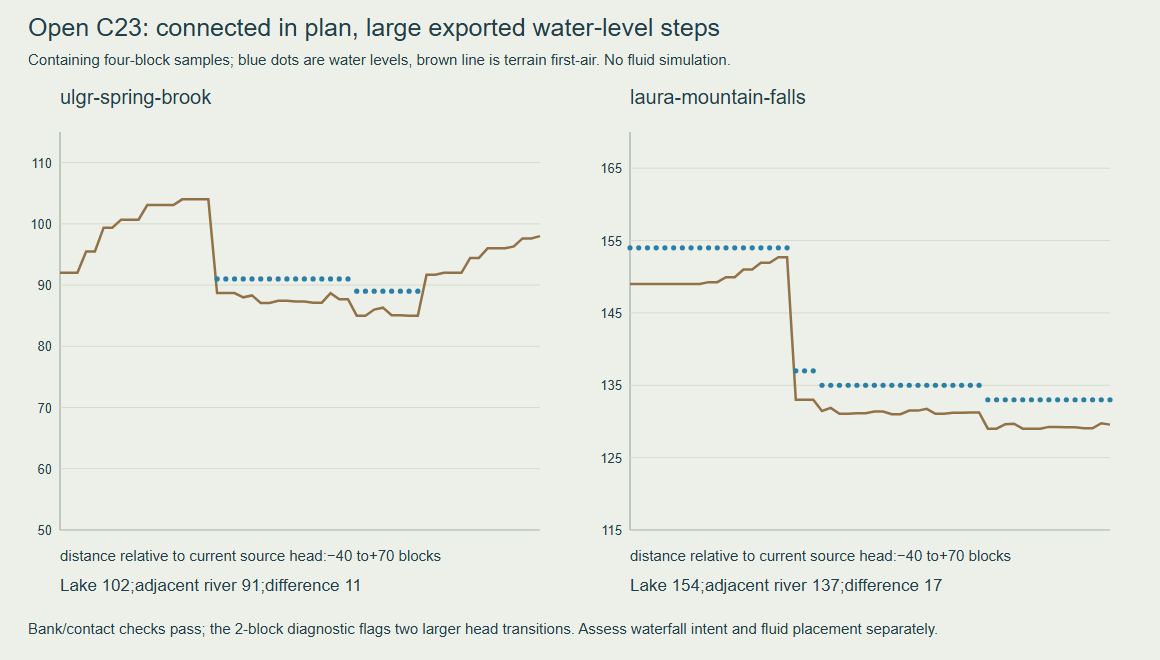 Open C23: connected in plan, large exported water-level steps
Containing four-block samples; blue dots are water levels, brown line is terrain first-air. No fluid simulation.
ulgr-spring-brook
110
100
90
80
70
60
50
distance relative to current source head:−40 to+70 blocks
Lake 102;adjacent river 91;difference 11
laura-mountain-falls
165
155
145
135
125
115
distance relative to current source head:−40 to+70 blocks
Lake 154;adjacent river 137;difference 17
Bank/contact checks pass; the 2-block diagnostic flags two larger head transitions. Assess waterfall intent and fluid placement separately.